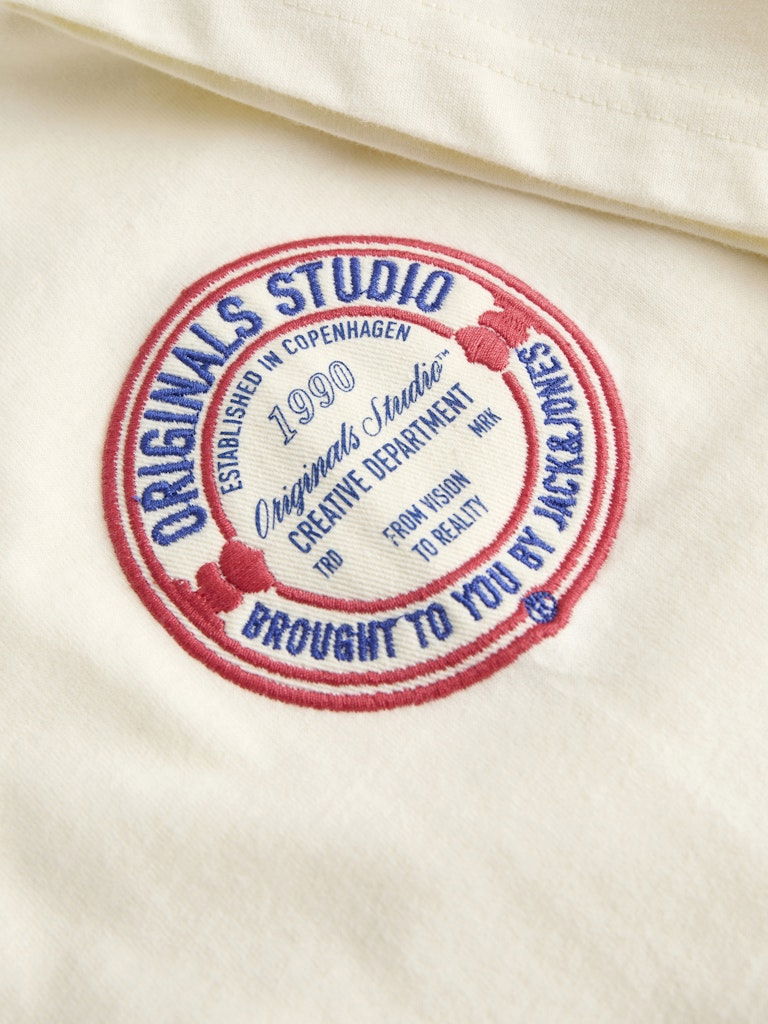 ORIGINALS STUDIO
ESTABLISHED IN COPENHAGEN
1990
Originals Studio™
CREATIVE DEPARTMENT
TRD MRK
FROM VISION
TO REALITY
BROUGHT TO YOU BY JACK&JONES
®